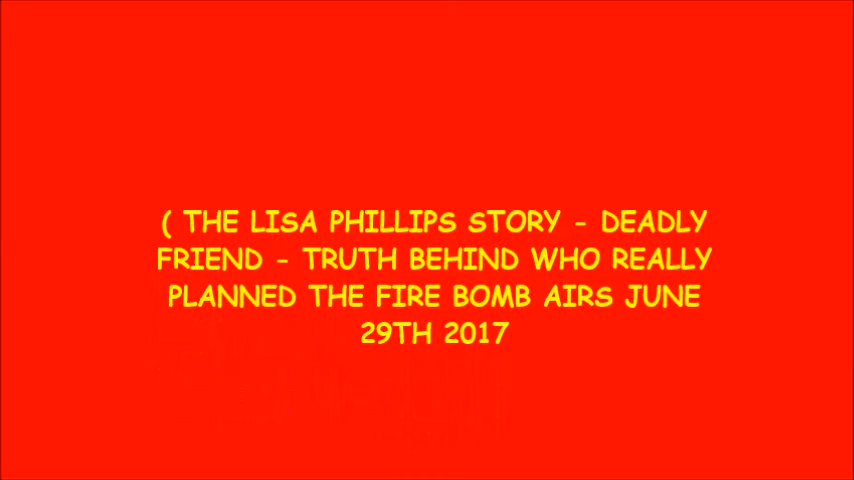 ( THE LISA PHILLIPS STORY - DEADLY
FRIEND - TRUTH BEHIND WHO REALLY
PLANNED THE FIRE BOMB AIRS JUNE
29TH 2017